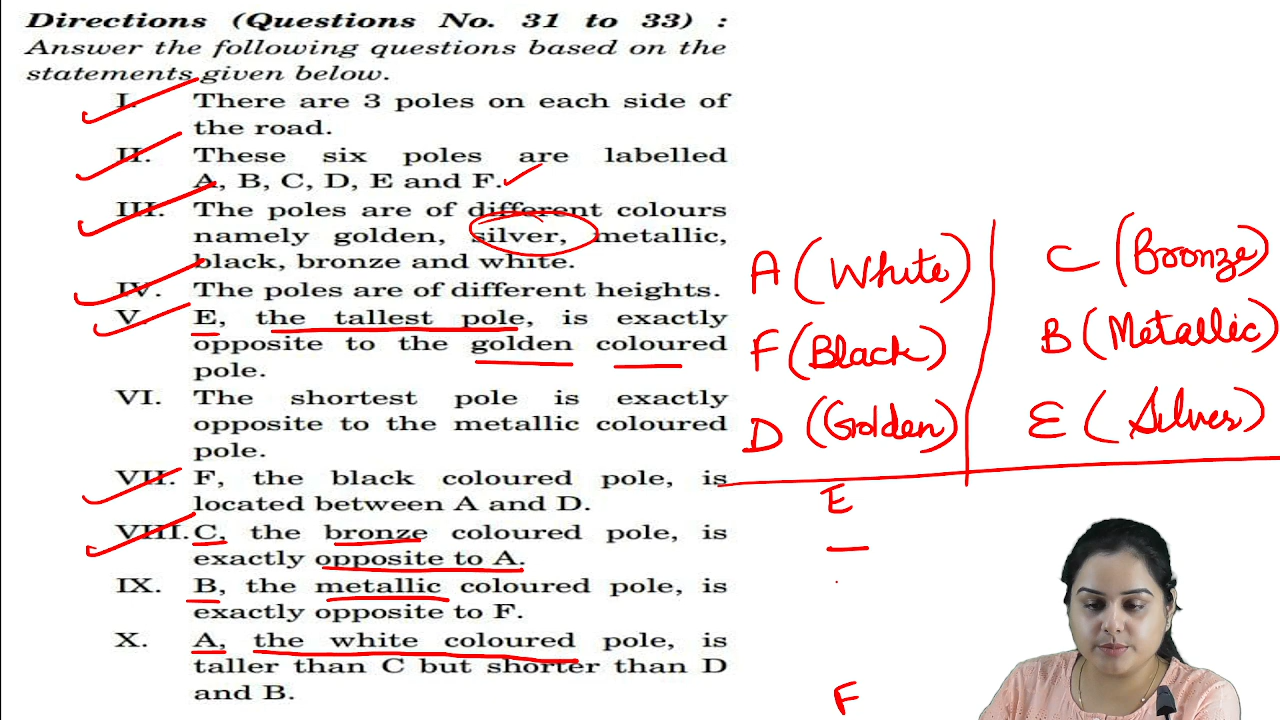 Directions (Questions No. 31 to 33) :
Answer the following questions based on the
statements given below.
I. There are 3 poles on each side of
the road.
II. These six poles are labelled
A, B, C, D, E and F.
III. The poles are of different colours
namely golden, silver, metallic,
black, bronze and white.
IV. The poles are of different heights.
V. E, the tallest pole, is exactly
opposite to the golden coloured
pole.
VI. The shortest pole is exactly
opposite to the metallic coloured
pole.
VII. F, the black coloured pole, is
located between A and D.
VIII. C, the bronze coloured pole, is
exactly opposite to A.
IX. B, the metallic coloured pole, is
exactly opposite to F.
X. A, the white coloured pole, is
taller than C but shorter than D
and B.
A (White) C (Bronze)
F (Black) B (Metallic)
D (Golden) E (Silver)
E
F